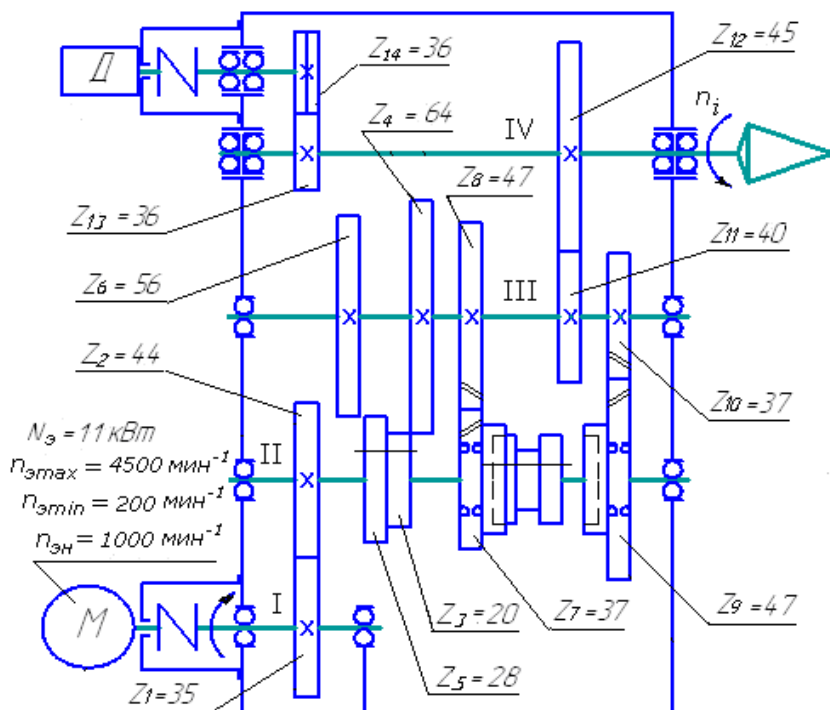 Д
Z14 = 36
Z12 = 45
ni
Z4 = 64
IV
Z8 = 47
Z13 = 36
Z11 = 40
Z6 = 56
III
Z2 = 44
Z10 = 37
Nэ = 11 кВт
nэmax = 4500 мин-1
II
nэmin = 200 мин-1
nэн = 1000 мин-1
I
М
Z3 = 20
Z7 = 37
Z9 = 47
Z5 = 28
Z1 = 35